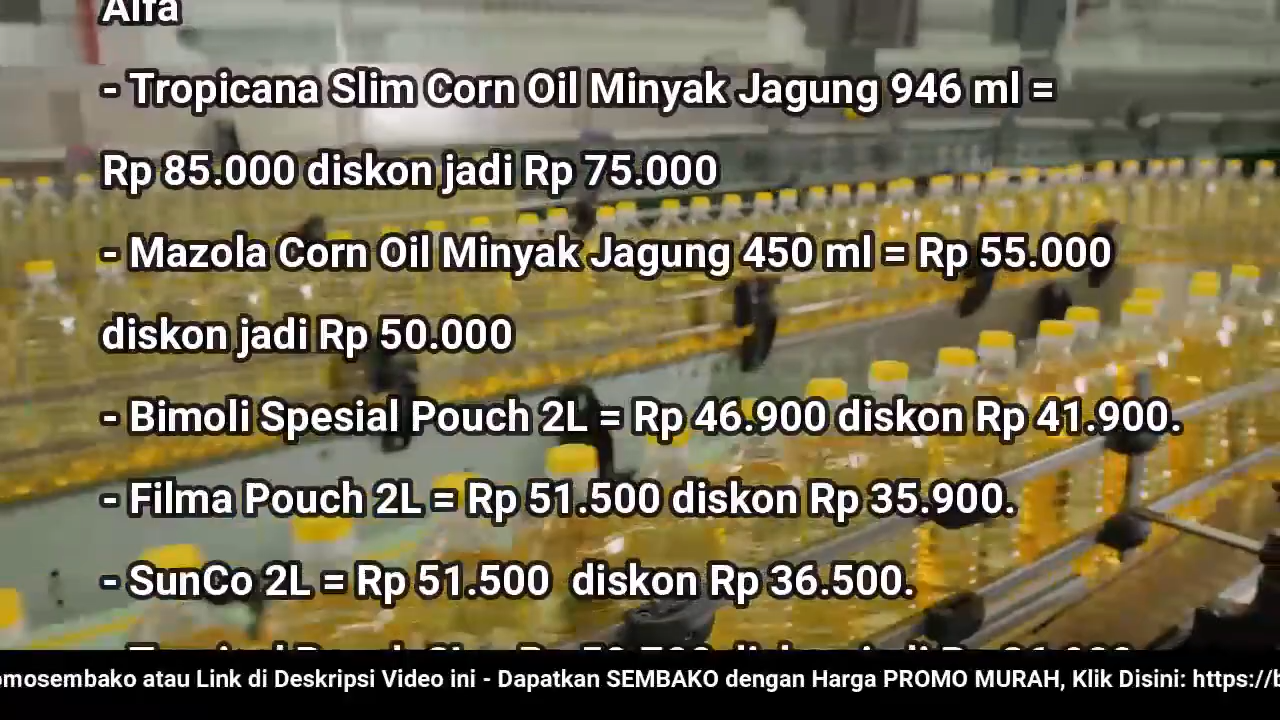 Alfa
- Tropicana Slim Corn Oil Minyak Jagung 946 ml =
Rp 85.000 diskon jadi Rp 75.000
- Mazola Corn Oil Minyak Jagung 450 ml = Rp 55.000
diskon jadi Rp 50.000
- Bimoli Spesial Pouch 2L = Rp 46.900 diskon Rp 41.900.
- Filma Pouch 2L = Rp 51.500 diskon Rp 35.900.
- SunCo 2L = Rp 51.500  diskon Rp 36.500.
omosembako atau Link di Deskripsi Video ini - Dapatkan SEMBAKO dengan Harga PROMO MURAH, Klik Disini: https://b